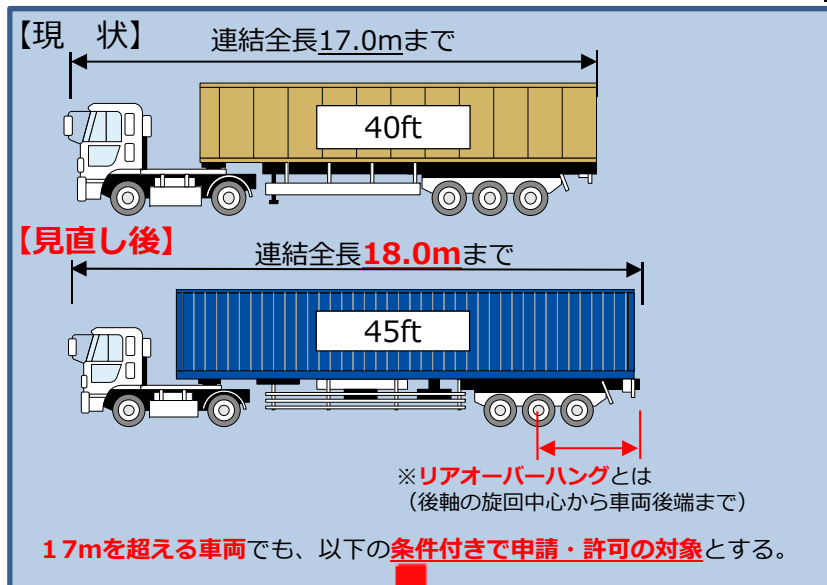 【現　状】
連結全長17.0mまで
40ft
【見直し後】
連結全長18.0mまで
45ft
※リアオーバーハングとは
（後軸の旋回中心から車両後端まで）
１7mを超える車両でも、以下の条件付きで申請・許可の対象とする。